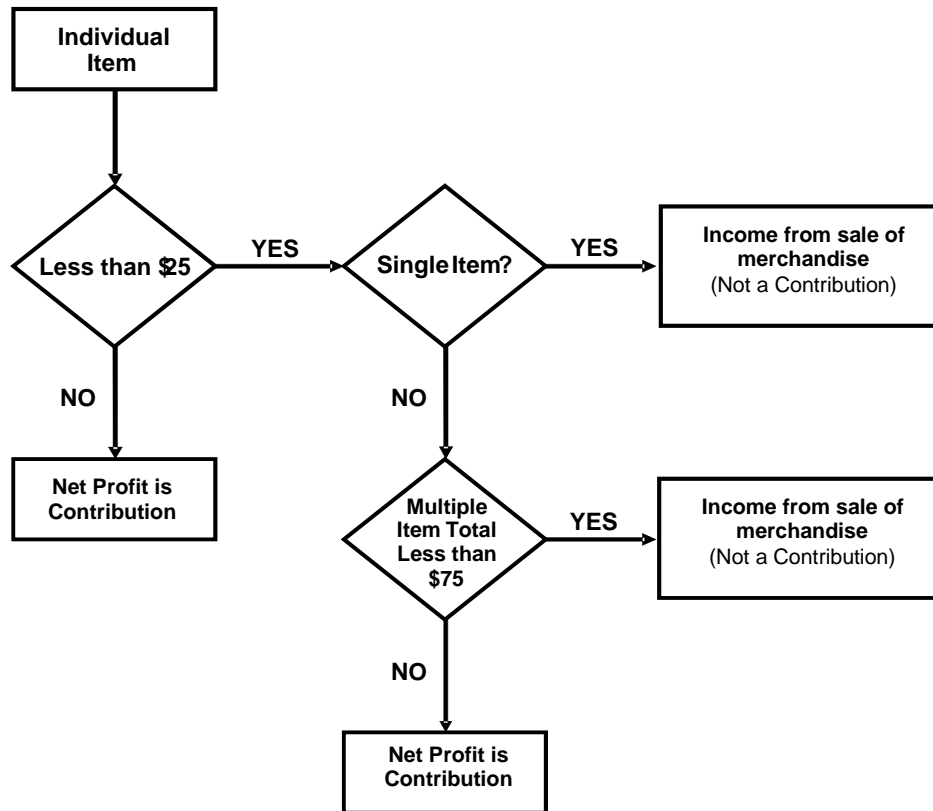 Individual
Item
Less than $25
YES
Single Item?
YES
Income from sale of
merchandise
(Not a Contribution)
NO
NO
Net Profit is
Contribution
Multiple
Item Total
Less than
$75
YES
Income from sale of
merchandise
(Not a Contribution)
NO
Net Profit is
Contribution